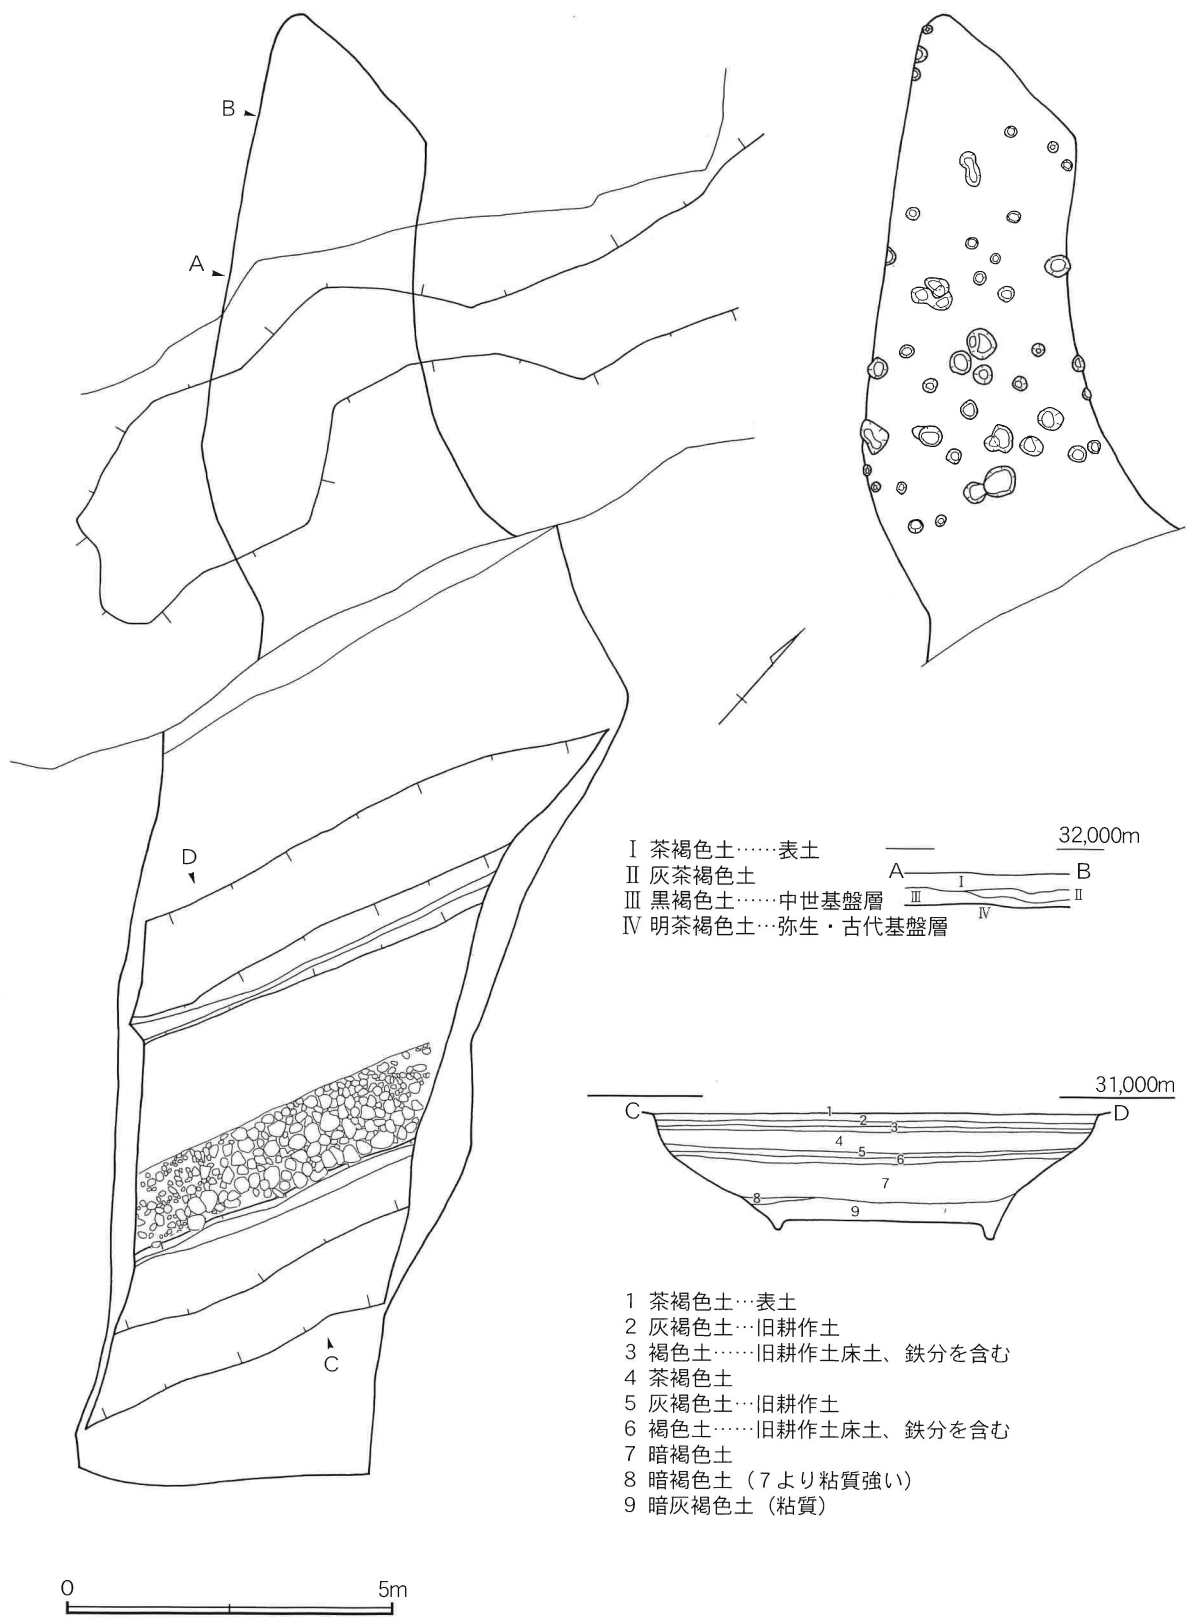 B
A
Ⅰ 茶褐色土……表土
Ⅱ 灰茶褐色土
Ⅲ 黒褐色土……中世基盤層
Ⅳ 明茶褐色土…弥生・古代基盤層
32,000m
A
B
Ⅰ
Ⅱ
Ⅲ
Ⅳ
D
C
31,000m
C
D
1
2
3
4
5
6
7
8
9
1 茶褐色土…表土
2 灰褐色土…旧耕作土
3 褐色土……旧耕作土床土、鉄分を含む
4 茶褐色土
5 灰褐色土…旧耕作土
6 褐色土……旧耕作土床土、鉄分を含む
7 暗褐色土
8 暗褐色土（７より粘質強い）
9 暗灰褐色土（粘質）
0 5m